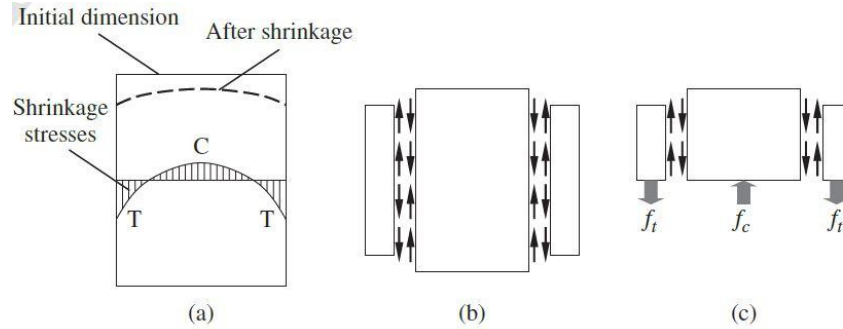 Initial dimension
After shrinkage
Shrinkage
stresses
C
T
T
f_t
f_c
f_t
(a)
(b)
(c)